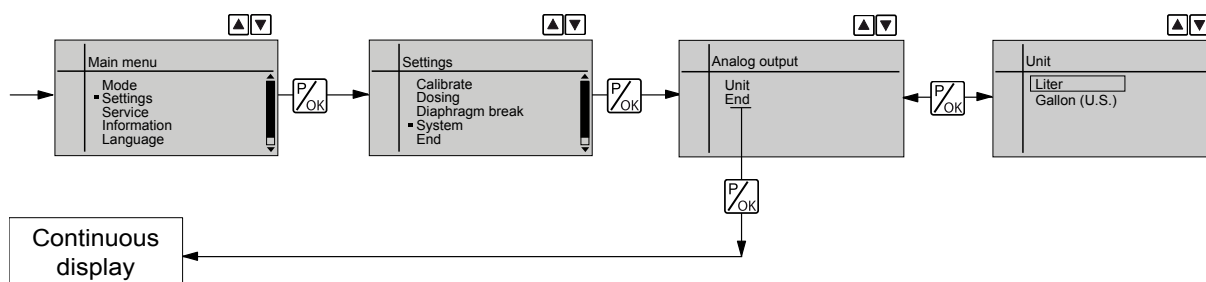 Main menu
Mode
Settings
Service
Information
Language
P/OK
Settings
Calibrate
Dosing
Diaphragm break
System
End
P/OK
Analog output
Unit
End
P/OK
Unit
Liter
Gallon (U.S.)
P/OK
Continuous
display